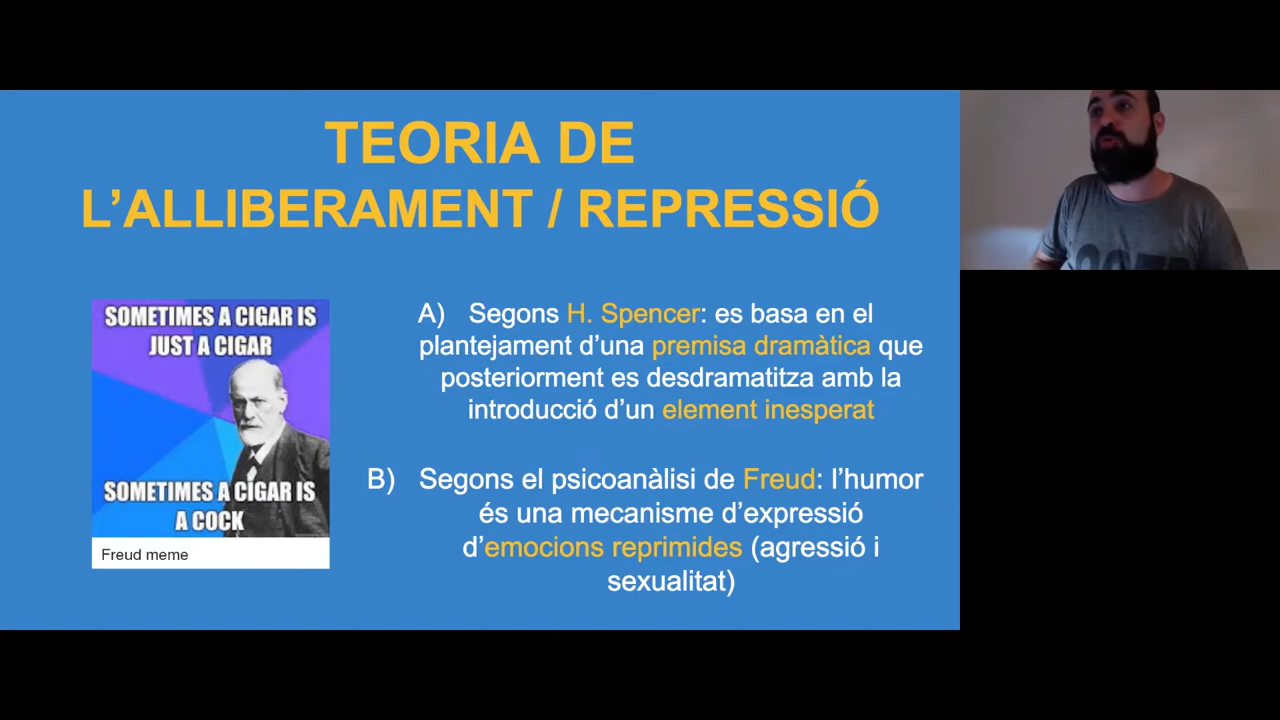 TEORIA DE
L’ALLIBERAMENT / REPRESSIÓ
SOMETIMES A CIGAR IS
JUST A CIGAR
SOMETIMES A CIGAR IS
A COCK
Freud meme
A) Segons H. Spencer: es basa en el
plantejament d’una premisa dramàtica que
posteriorment es desdramatitza amb la
introducció d’un element inesperat
B) Segons el psicoanàlisi de Freud: l’humor
és una mecanisme d’expressió
d’emocions reprimides (agressió i
sexualitat)